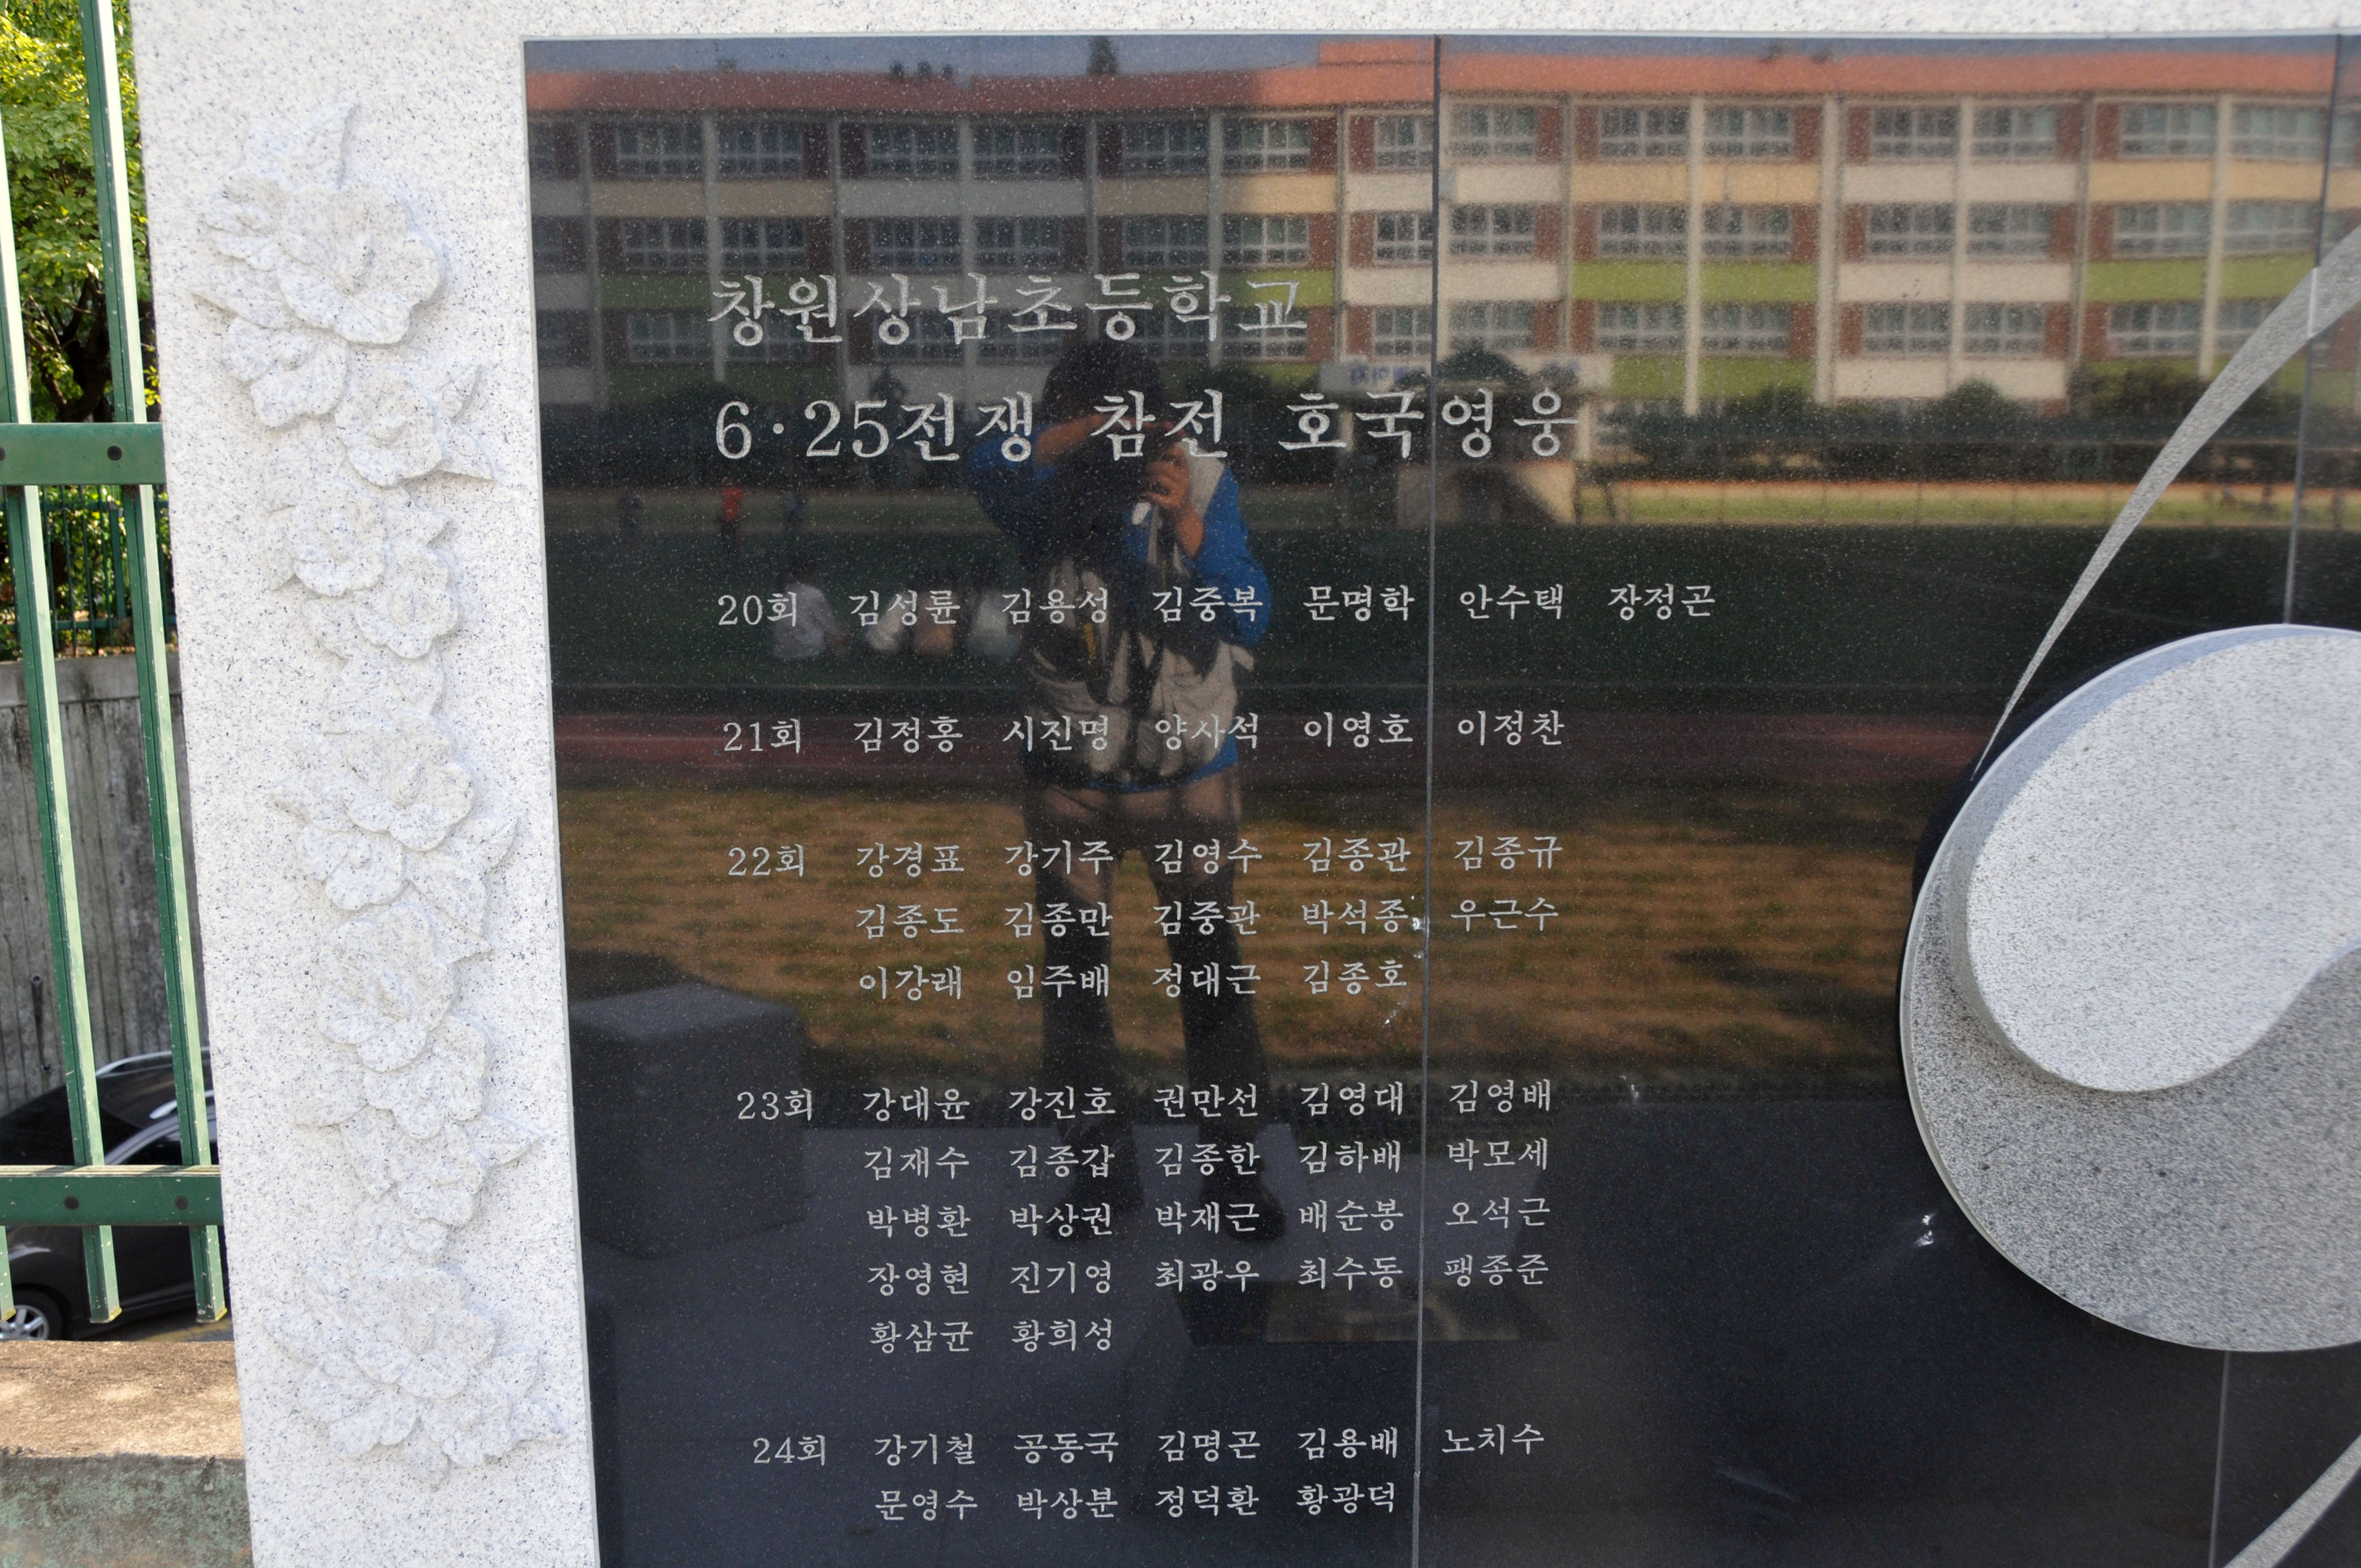 창원상남초등학교
6·25전쟁 참전 호국영웅
20회 김성륜 김용성 김중복 문명학 안수택 장정곤
21회 김정홍 시진명 양사석 이영호 이정찬
22회 강경표 강기주 김영수 김종관 김종규
김종도 김종만 김중관 박석종 우근수
이강래 임주배 정대근 김종호
23회 강대윤 강진호 권만선 김영대 김영배
김재수 김종갑 김종한 김하배 박모세
박병환 박상권 박재근 배순봉 오석근
장영현 진기영 최광우 최수동 팽종준
황삼균 황희성
24회 강기철 공동국 김명곤 김용배 노치수
문영수 박상분 정덕환 황광덕